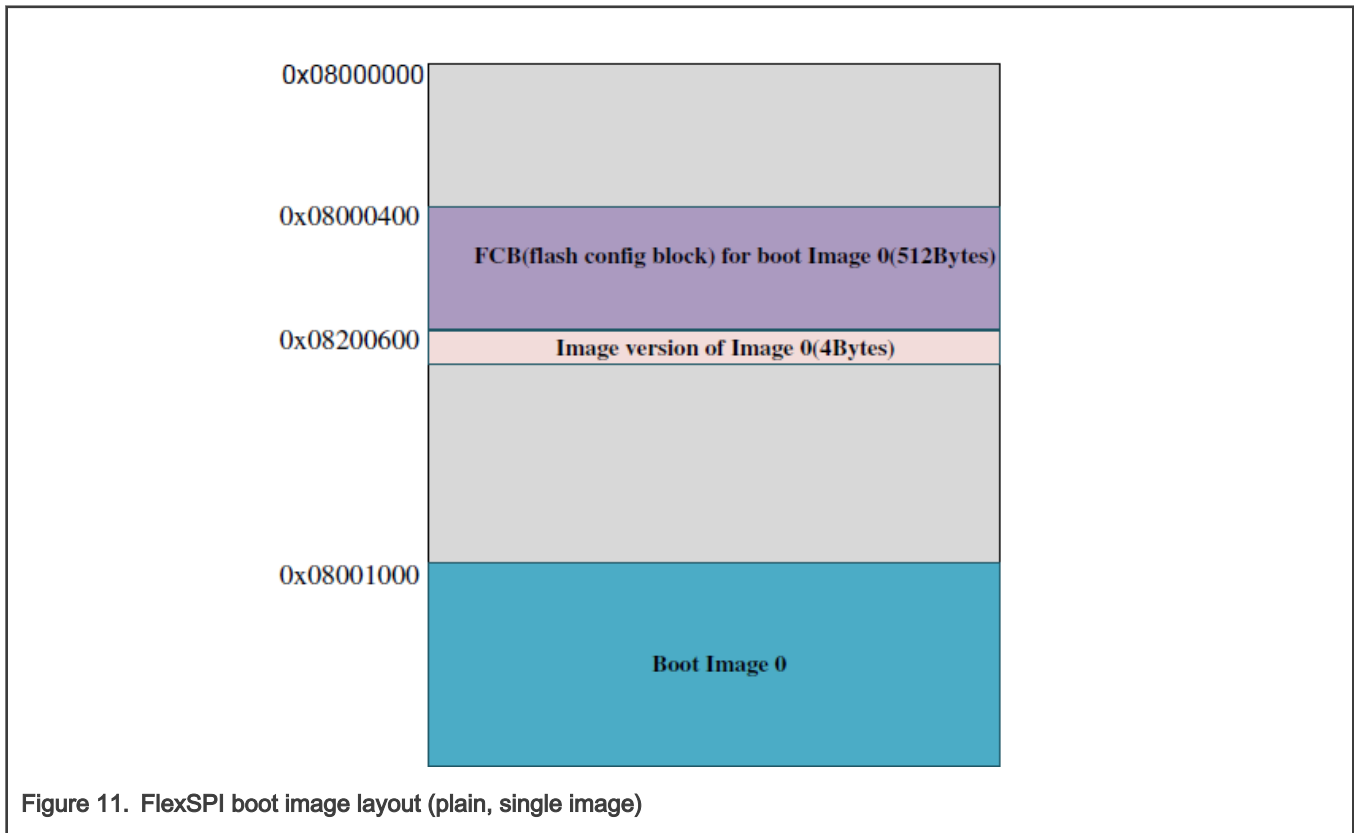 0x08000000
0x08000400
FCB(flash config block) for boot Image 0(512Bytes)
0x08200600
Image version of Image 0(4Bytes)
0x08001000
Boot Image 0
Figure 11. FlexSPI boot image layout (plain, single image)